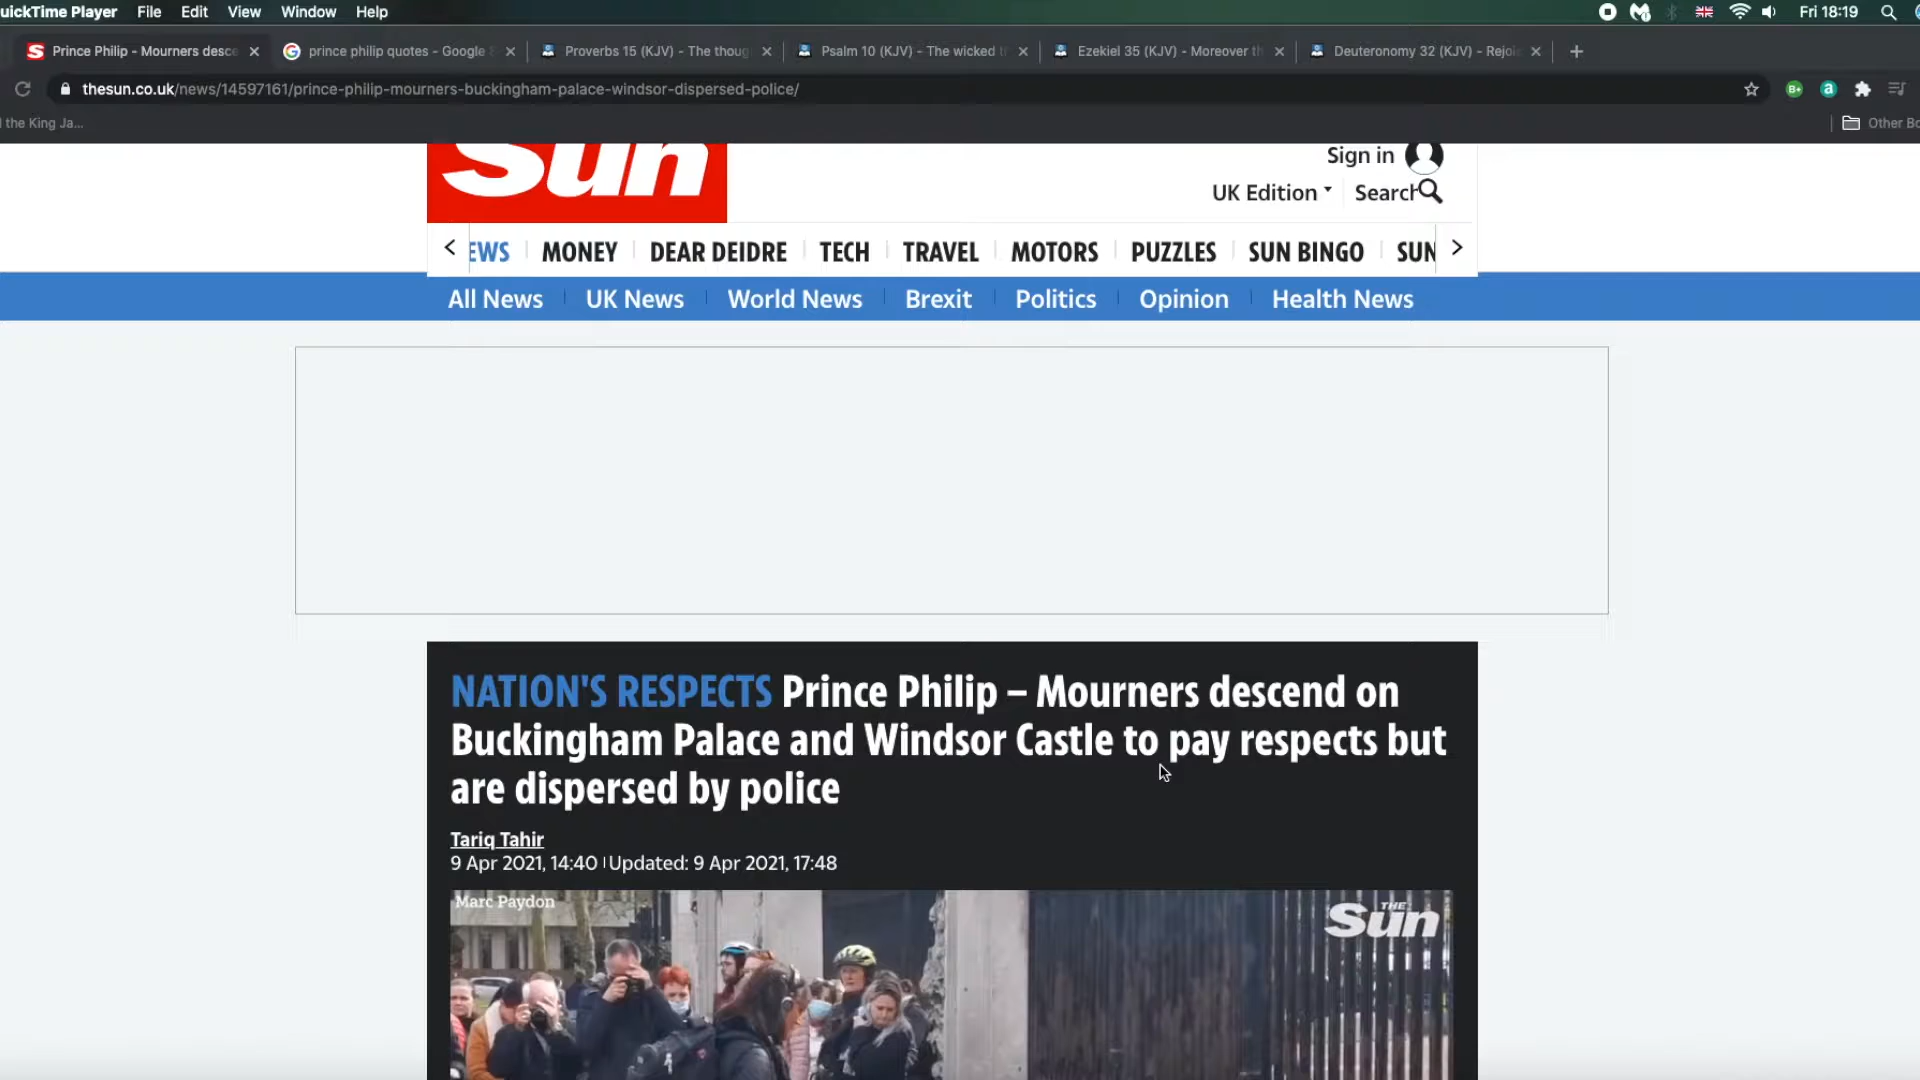 uickTime Player File Edit View Window Help Fri 18:19
Prince Philip - Mourners desce prince philip quotes - Google S Proverbs 15 (KJV) - The thoug Psalm 10 (KJV) - The wicked t Ezekiel 35 (KJV) - Moreover th Deuteronomy 32 (KJV) - Rejoi
thesun.co.uk/news/14597161/prince-philip-mourners-buckingham-palace-windsor-dispersed-police/
the King Ja... Other Bo
Sun
Sign in
UK Edition Search
EWS MONEY DEAR DEIDRE TECH TRAVEL MOTORS PUZZLES SUN BINGO SUN
All News UK News World News Brexit Politics Opinion Health News
NATION'S RESPECTS Prince Philip – Mourners descend on
Buckingham Palace and Windsor Castle to pay respects but
are dispersed by police
Tariq Tahir
9 Apr 2021, 14:40 | Updated: 9 Apr 2021, 17:48
Marc Paydon
THE Sun